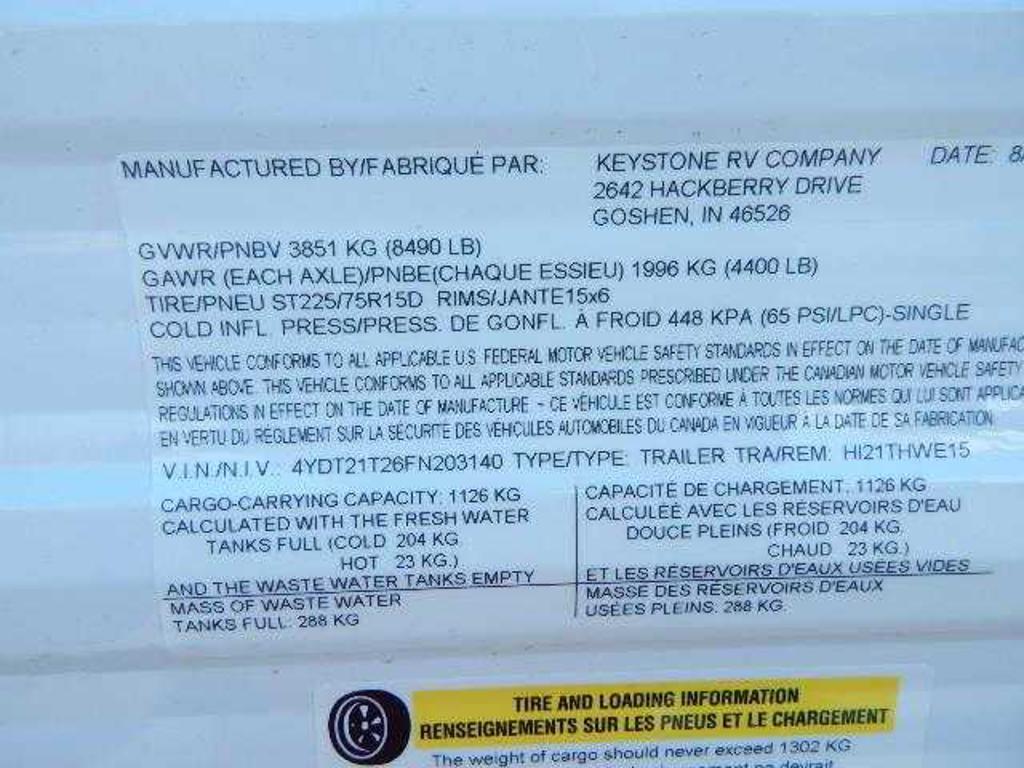 MANUFACTURED BY/FABRIQUÉ PAR: KEYSTONE RV COMPANY DATE: 8/
2642 HACKBERRY DRIVE
GOSHEN, IN 46526
GVWR/PNBV 3851 KG (8490 LB)
GAWR (EACH AXLE)/PNBE(CHAQUE ESSIEU) 1996 KG (4400 LB)
TIRE/PNEU ST225/75R15D RIMS/JANTE15x6
COLD INFL. PRESS/PRESS. DE GONFL. À FROID 448 KPA (65 PSI/LPC)-SINGLE
THIS VEHICLE CONFORMS TO ALL APPLICABLE U.S. FEDERAL MOTOR VEHICLE SAFETY STANDARDS IN EFFECT ON THE DATE OF MANUFAC
SHOWN ABOVE. THIS VEHICLE CONFORMS TO ALL APPLICABLE STANDARDS PRESCRIBED UNDER THE CANADIAN MOTOR VEHICLE SAFETY
REGULATIONS IN EFFECT ON THE DATE OF MANUFACTURE - CE VÉHICULE EST CONFORME À TOUTES LES NORMES QUI LUI SONT APPLICA
EN VERTU DU RÈGLEMENT SUR LA SÉCURITÉ DES VÉHICULES AUTOMOBILES DU CANADA EN VIGUEUR À LA DATE DE SA FABRICATION.
V.I.N./N.I.V.: 4YDT21T26FN203140 TYPE/TYPE: TRAILER TRA/REM: HI21THWE15
CARGO-CARRYING CAPACITY: 1126 KG
CALCULATED WITH THE FRESH WATER
TANKS FULL (COLD 204 KG
HOT 23 KG.)
AND THE WASTE WATER TANKS EMPTY
MASS OF WASTE WATER
TANKS FULL: 288 KG
CAPACITÉ DE CHARGEMENT: 1126 KG
CALCULÉE AVEC LES RÉSERVOIRS D'EAU
DOUCE PLEINS (FROID 204 KG.
CHAUD 23 KG.)
ET LES RÉSERVOIRS D'EAUX USÉES VIDES
MASSE DES RÉSERVOIRS D'EAUX
USÉES PLEINS: 288 KG.
TIRE AND LOADING INFORMATION
RENSEIGNEMENTS SUR LES PNEUS ET LE CHARGEMENT
The weight of cargo should never exceed 1302 KG
devrait